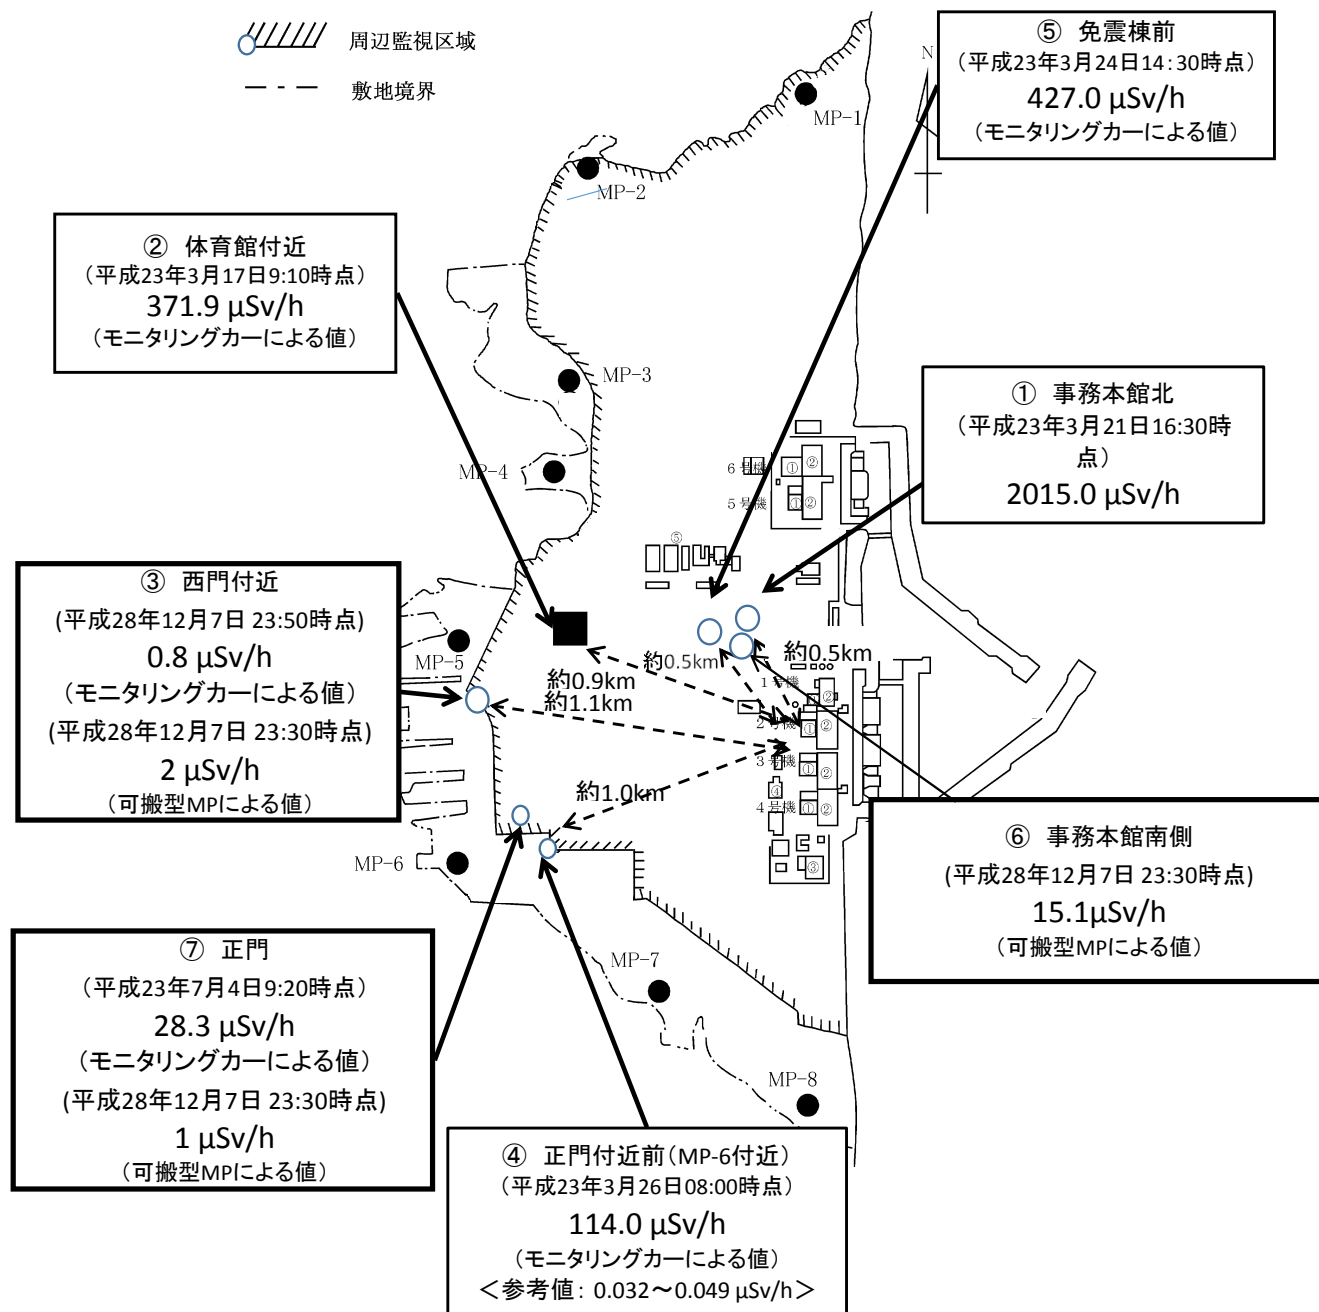 周辺監視区域
敷地境界
⑤ 免震棟前
（平成23年3月24日14:30時点）
427.0 μSv/h
（モニタリングカーによる値）
N
MP-1
MP-2
② 体育館付近
（平成23年3月17日9:10時点）
371.9 μSv/h
（モニタリングカーによる値）
MP-3
① 事務本館北
（平成23年3月21日16:30時
点）
2015.0 μSv/h
MP-4
6号機
①
②
5号機
①
②
⑤
③ 西門付近
(平成28年12月7日 23:50時点)
0.8 μSv/h
（モニタリングカーによる値）
(平成28年12月7日 23:30時点)
2 μSv/h
（可搬型MPによる値）
MP-5
約0.5km
約0.5km
約0.9km
約1.1km
1号機
②
2号機
①
②
3号機
①
②
④
4号機
①
②
③
約1.0km
MP-6
⑥ 事務本館南側
(平成28年12月7日 23:30時点)
15.1μSv/h
（可搬型MPによる値）
⑦ 正門
（平成23年7月4日9:20時点）
28.3 μSv/h
（モニタリングカーによる値）
(平成28年12月7日 23:30時点)
1 μSv/h
（可搬型MPによる値）
MP-7
MP-8
④ 正門付近前（MP-6付近）
（平成23年3月26日08:00時点）
114.0 μSv/h
（モニタリングカーによる値）
＜参考値：0.032～0.049 μSv/h＞